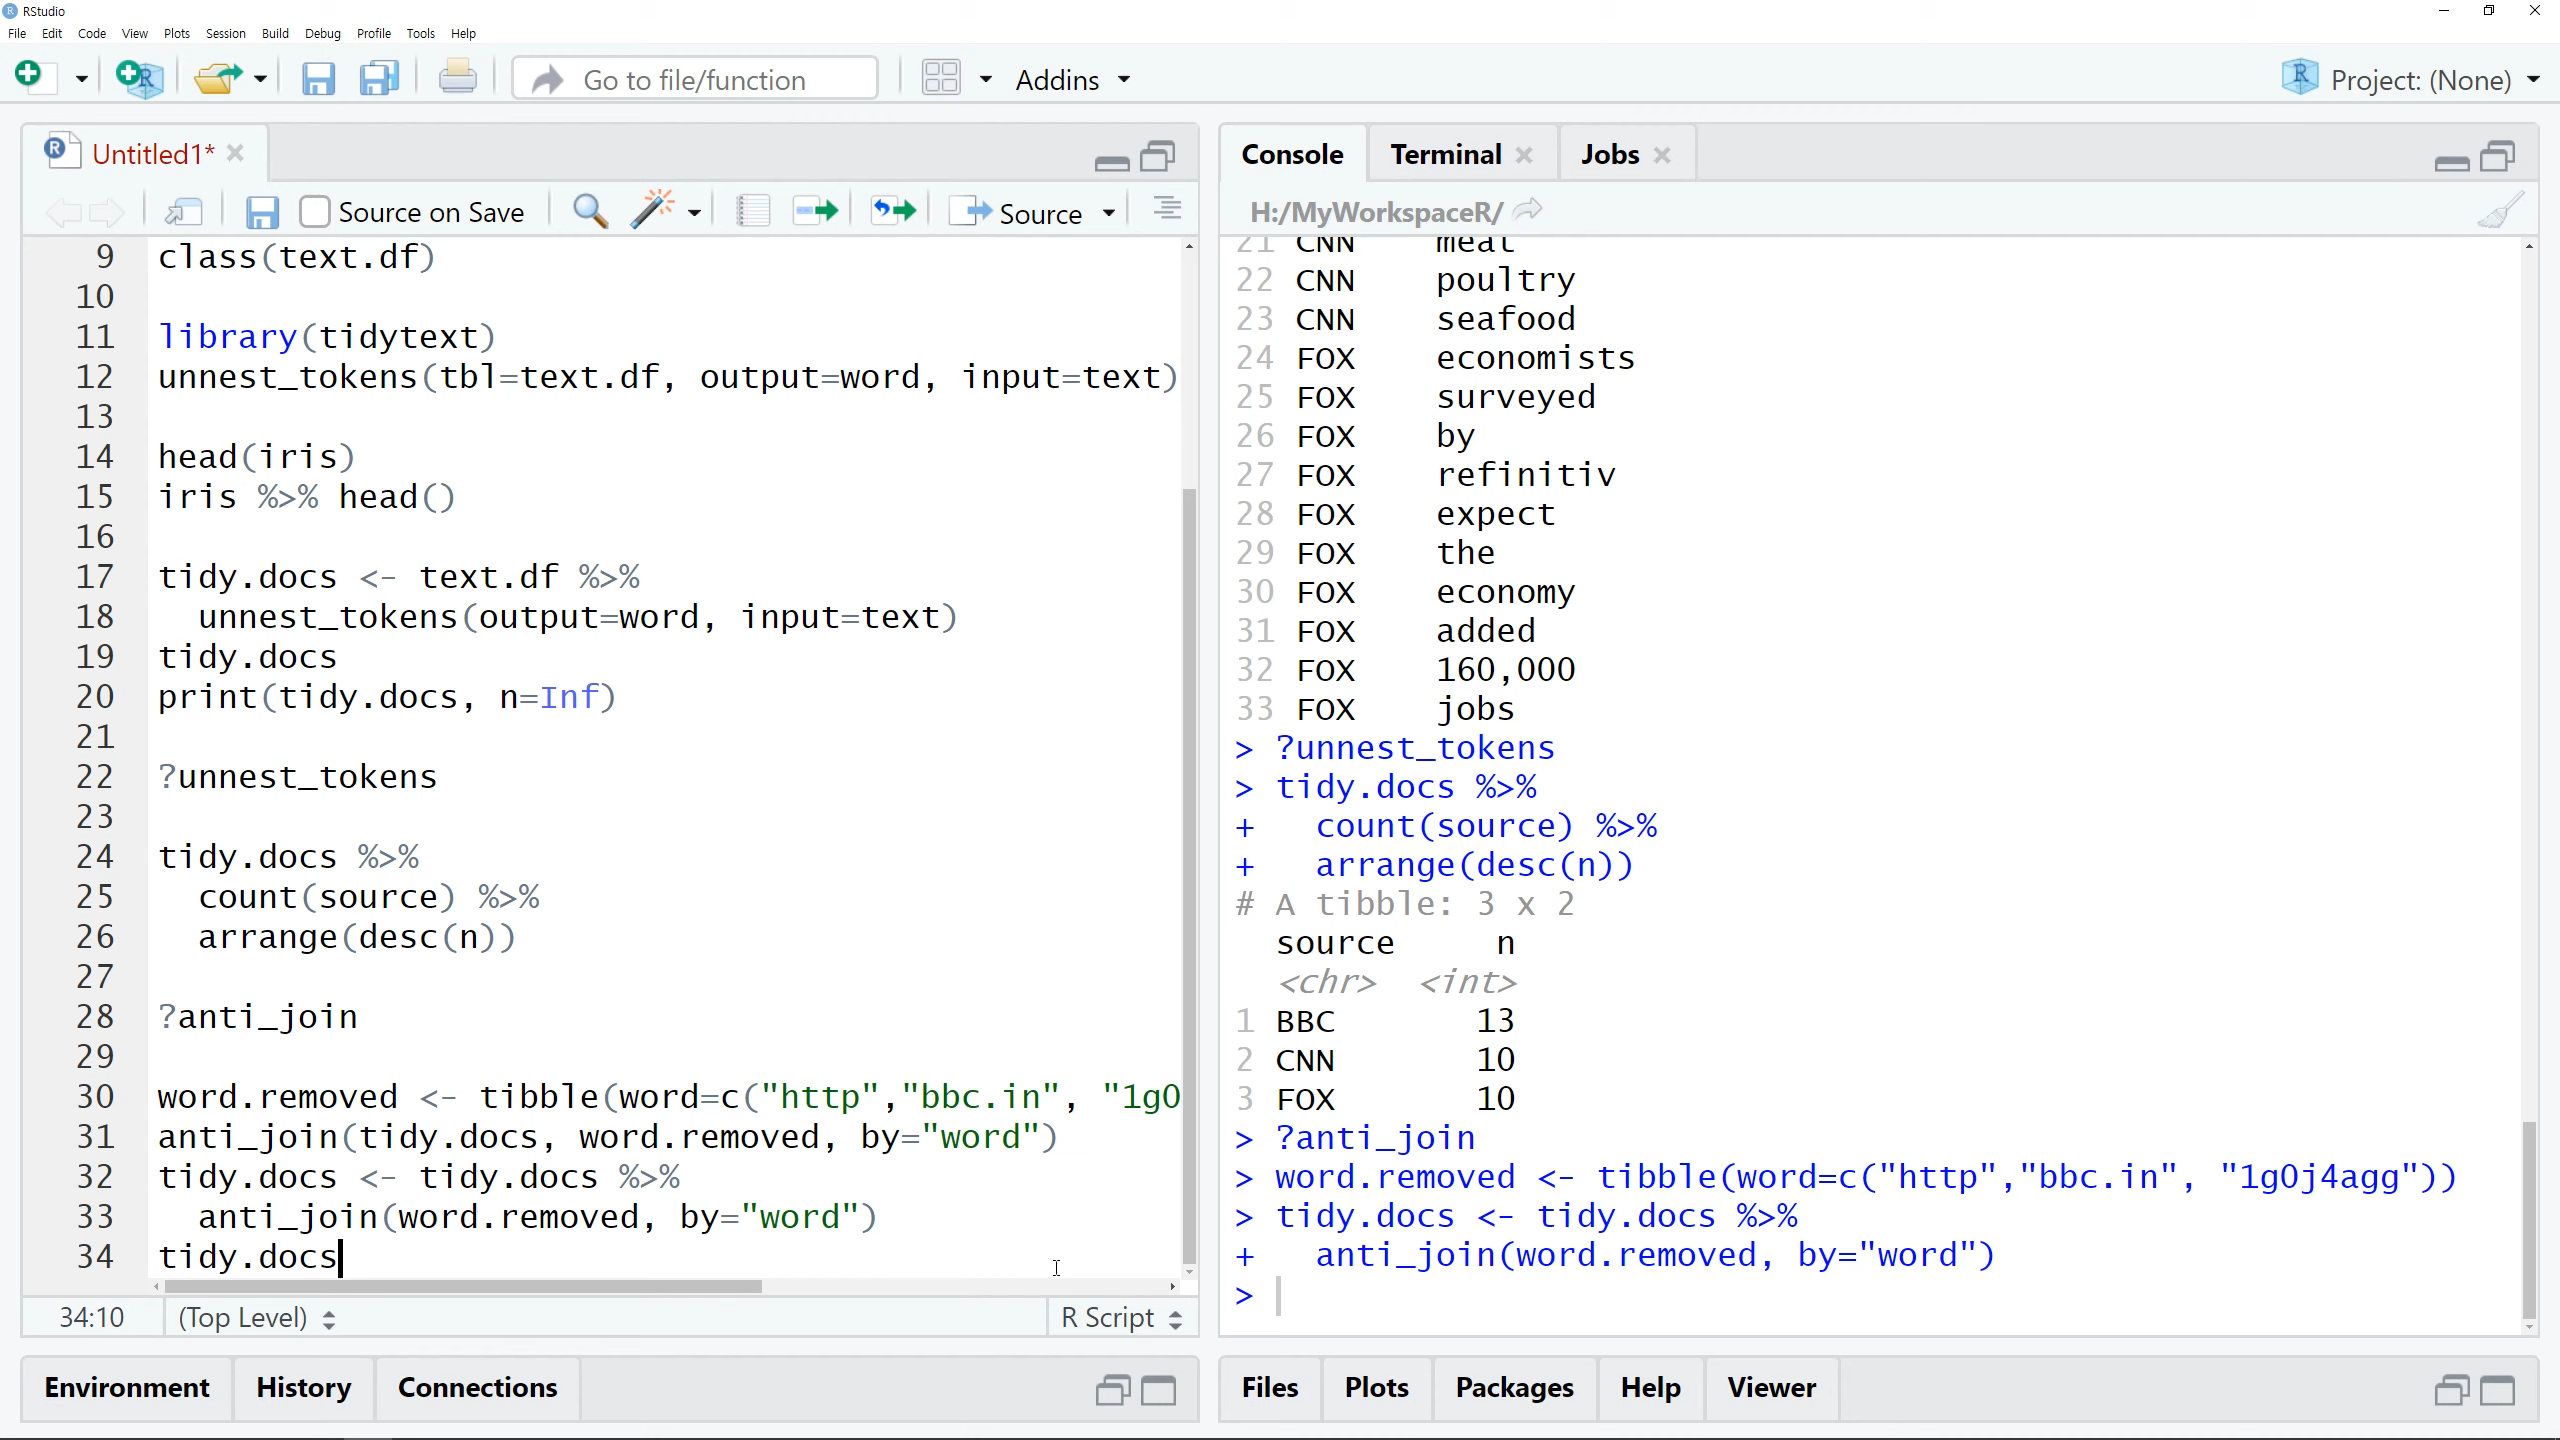 RStudio
File Edit Code View Plots Session Build Debug Profile Tools Help
Go to file/function Addins Project: (None)
Untitled1*
Source on Save Source
9 class(text.df)
10
11 library(tidytext)
12 unnest_tokens(tbl=text.df, output=word, input=text)
13
14 head(iris)
15 iris %>% head()
16
17 tidy.docs <- text.df %>%
18 unnest_tokens(output=word, input=text)
19 tidy.docs
20 print(tidy.docs, n=Inf)
21
22 ?unnest_tokens
23
24 tidy.docs %>%
25 count(source) %>%
26 arrange(desc(n))
27
28 ?anti_join
29
30 word.removed <- tibble(word=c("http","bbc.in", "1g0
31 anti_join(tidy.docs, word.removed, by="word")
32 tidy.docs <- tidy.docs %>%
33 anti_join(word.removed, by="word")
34 tidy.docs
34:10 (Top Level) R Script
Environment History Connections
Console Terminal Jobs
H:/MyWorkspaceR/
21 CNN meat
22 CNN poultry
23 CNN seafood
24 FOX economists
25 FOX surveyed
26 FOX by
27 FOX refinitiv
28 FOX expect
29 FOX the
30 FOX economy
31 FOX added
32 FOX 160,000
33 FOX jobs
> ?unnest_tokens
> tidy.docs %>%
+ count(source) %>%
+ arrange(desc(n))
# A tibble: 3 x 2
source n
<chr> <int>
1 BBC 13
2 CNN 10
3 FOX 10
> ?anti_join
> word.removed <- tibble(word=c("http","bbc.in", "1g0j4agg"))
> tidy.docs <- tidy.docs %>%
+ anti_join(word.removed, by="word")
>
Files Plots Packages Help Viewer